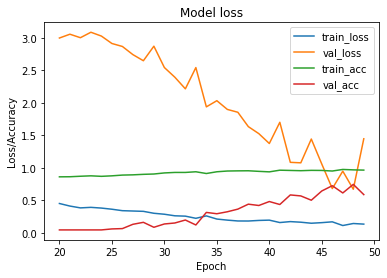 Model loss
train_loss
val_loss
train_acc
val_acc
Loss/Accuracy
3.0
2.5
2.0
1.5
1.0
0.5
0.0
20
25
30
35
40
45
50
Epoch